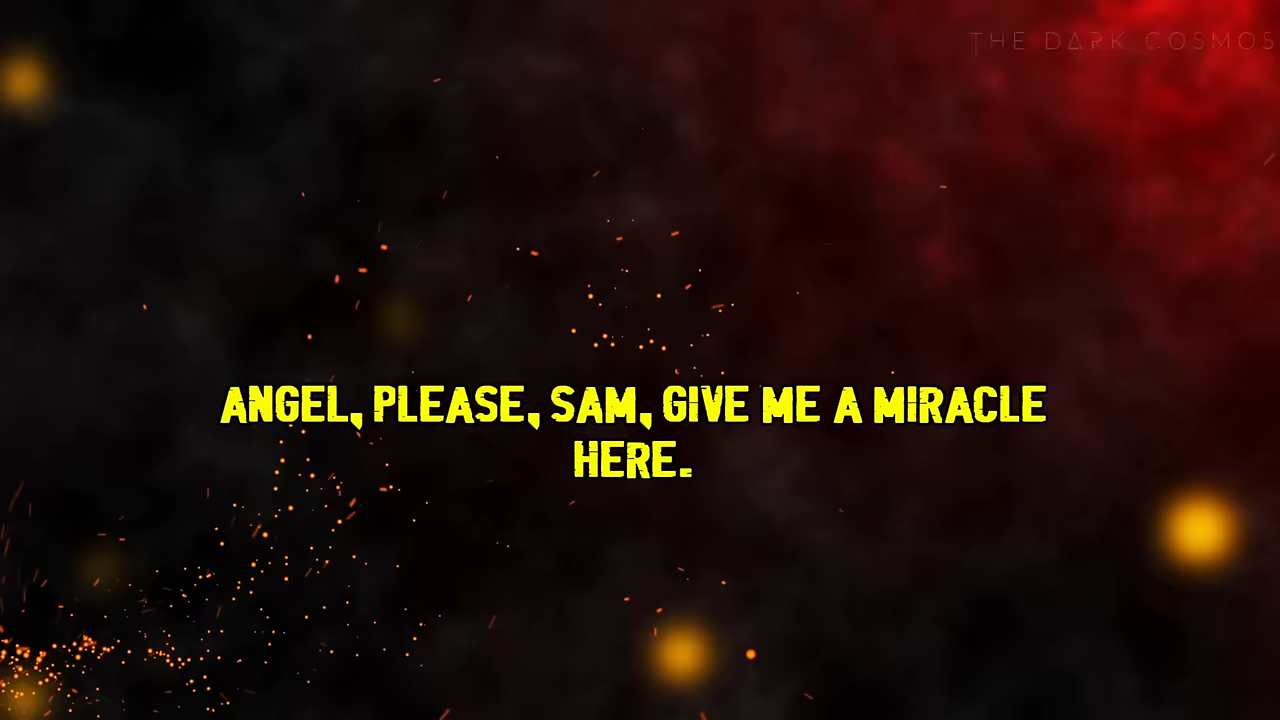 THE DARK COSMOS
ANGEL, PLEASE, SAM, GIVE ME A MIRACLE
HERE.